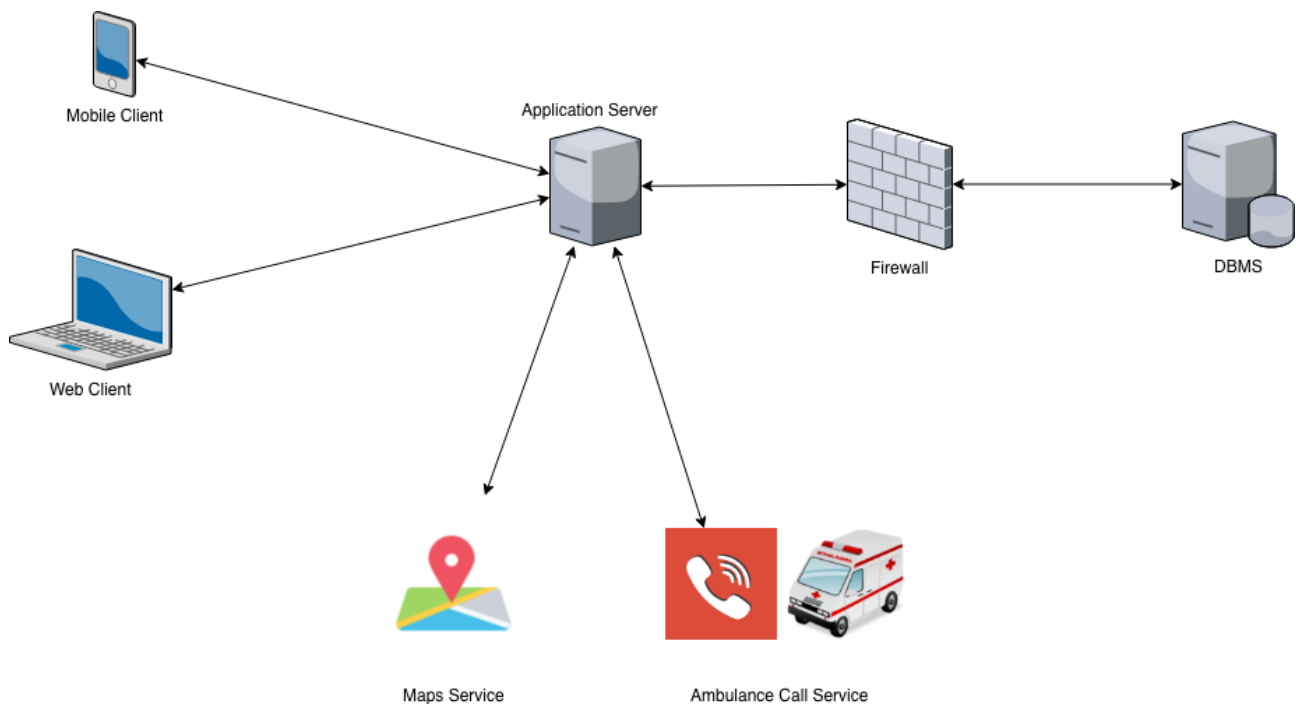 Mobile Client
Application Server
Firewall
DBMS
Web Client
Maps Service
Ambulance Call Service